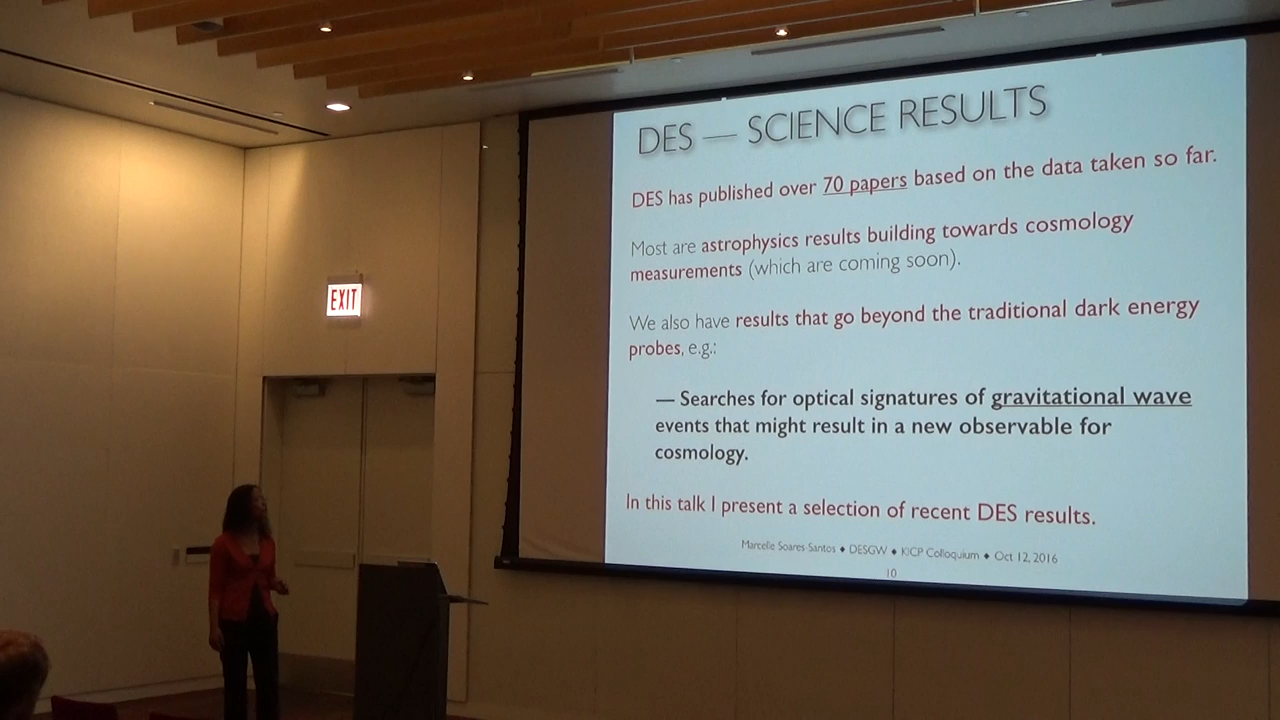 DES — SCIENCE RESULTS
DES has published over 70 papers based on the data taken so far.
Most are astrophysics results building towards cosmology
measurements (which are coming soon).
We also have results that go beyond the traditional dark energy
probes, e.g.:
— Searches for optical signatures of gravitational wave
events that might result in a new observable for
cosmology.
In this talk I present a selection of recent DES results.
Marcelle Soares-Santos ♦ DESGW ♦ KICP Colloquium ♦ Oct 12, 2016
10
EXIT